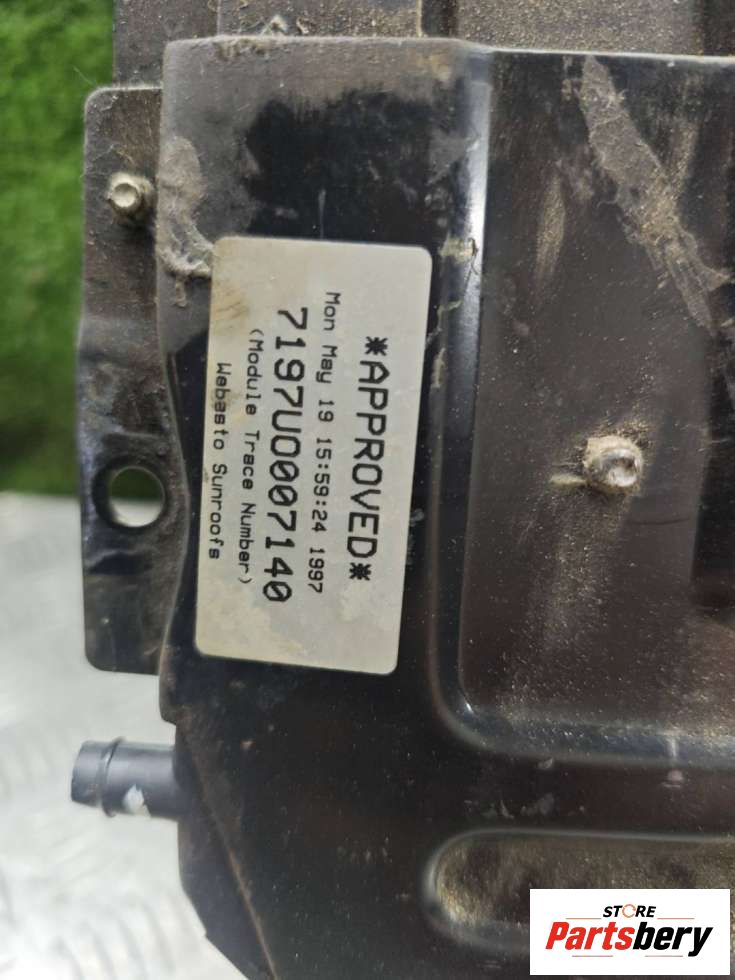 *APPROVED*
Mon May 19 15:59:24 1997
7197U0007140
(Module Trace Number)
Webasto Sunroofs
STORE
Partsbery